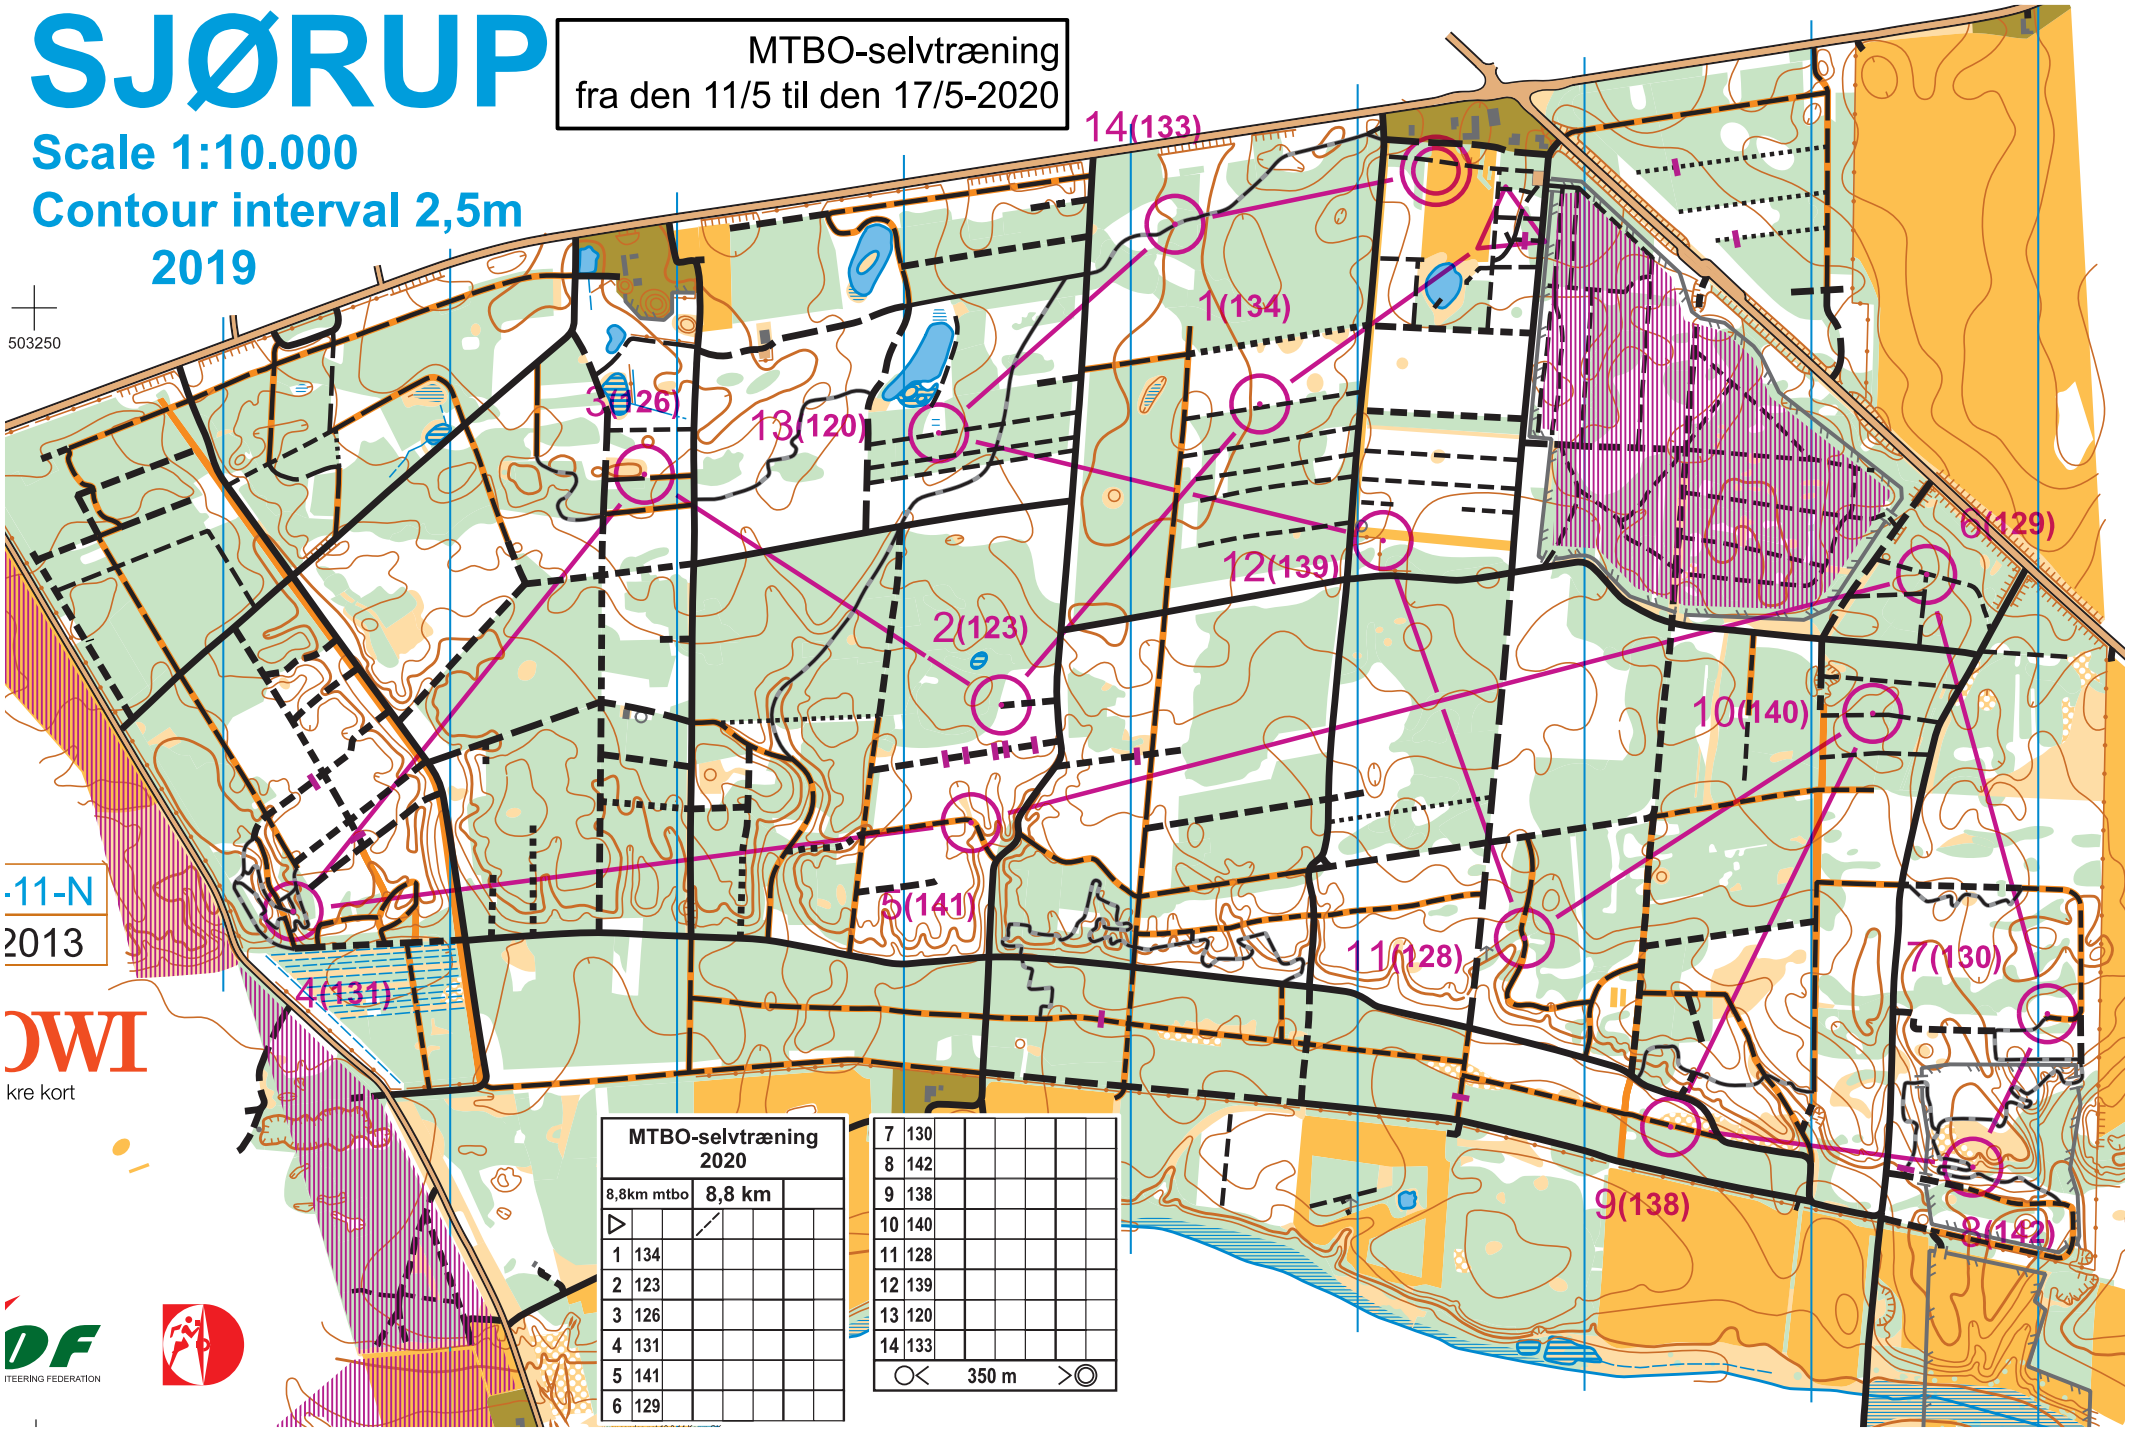 SJØRUP
MTBO-selvtræning
fra den 11/5 til den 17/5-2020
Scale 1:10.000
Contour interval 2,5m
2019
503250
14(133)
1(134)
3(126)
13(120)
6(129)
12(139)
2(123)
10(140)
5(141)
11(128)
7(130)
4(131)
9(138)
8(142)
-11-N
2013
OWI
kre kort
OF
ITEERING FEDERATION
MTBO-selvtræning
2020
8,8km mtbo 8,8 km
1 134
2 123
3 126
4 131
5 141
6 129
7 130
8 142
9 138
10 140
11 128
12 139
13 120
14 133
350 m